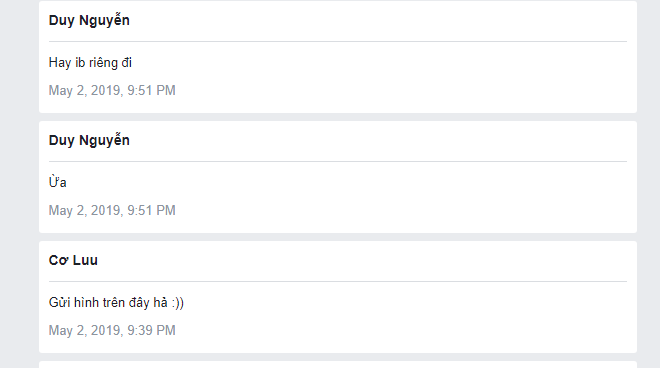 Duy Nguyễn
Hay ib riêng đi
May 2, 2019, 9:51 PM
Duy Nguyễn
Ừa
May 2, 2019, 9:51 PM
Cơ Luu
Gửi hình trên đây hả :))
May 2, 2019, 9:39 PM